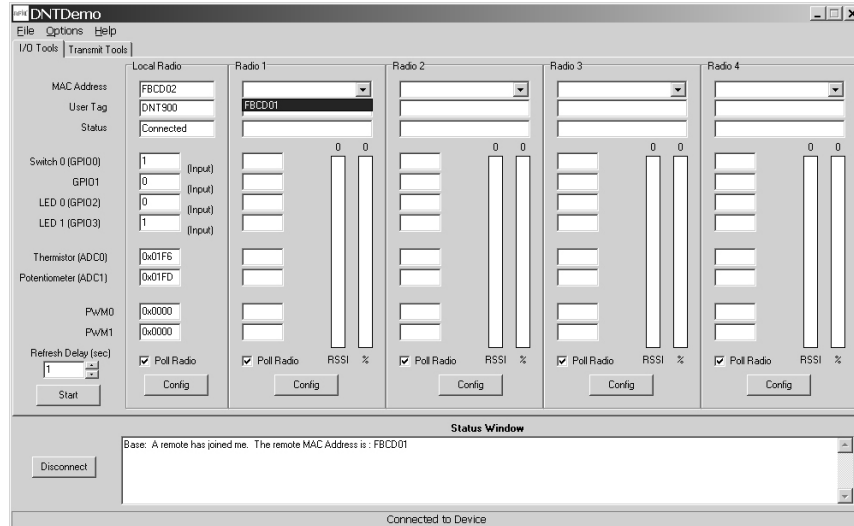 DNTDemo
File Options Help
I/O Tools Transmit Tools
Local Radio Radio 1 Radio 2 Radio 3 Radio 4
MAC Address FBCD02
User Tag DNT900 FBCD01
Status Connected
0 0 0 0 0 0 0 0
Switch 0 (GPIO0) 1 (Input)
GPIO1 0 (Input)
LED 0 (GPIO2) 0 (Input)
LED 1 (GPIO3) 1 (Input)
Thermistor (ADC0) 0x01F6
Potentiometer (ADC1) 0x01FD
PWM0 0x0000
PWM1 0x0000
Refresh Delay (sec)
1
Poll Radio Poll Radio RSSI % Poll Radio RSSI % Poll Radio RSSI % Poll Radio RSSI %
Start Config Config Config Config Config
Status Window
Base: A remote has joined me. The remote MAC Address is : FBCD01
Disconnect
Connected to Device